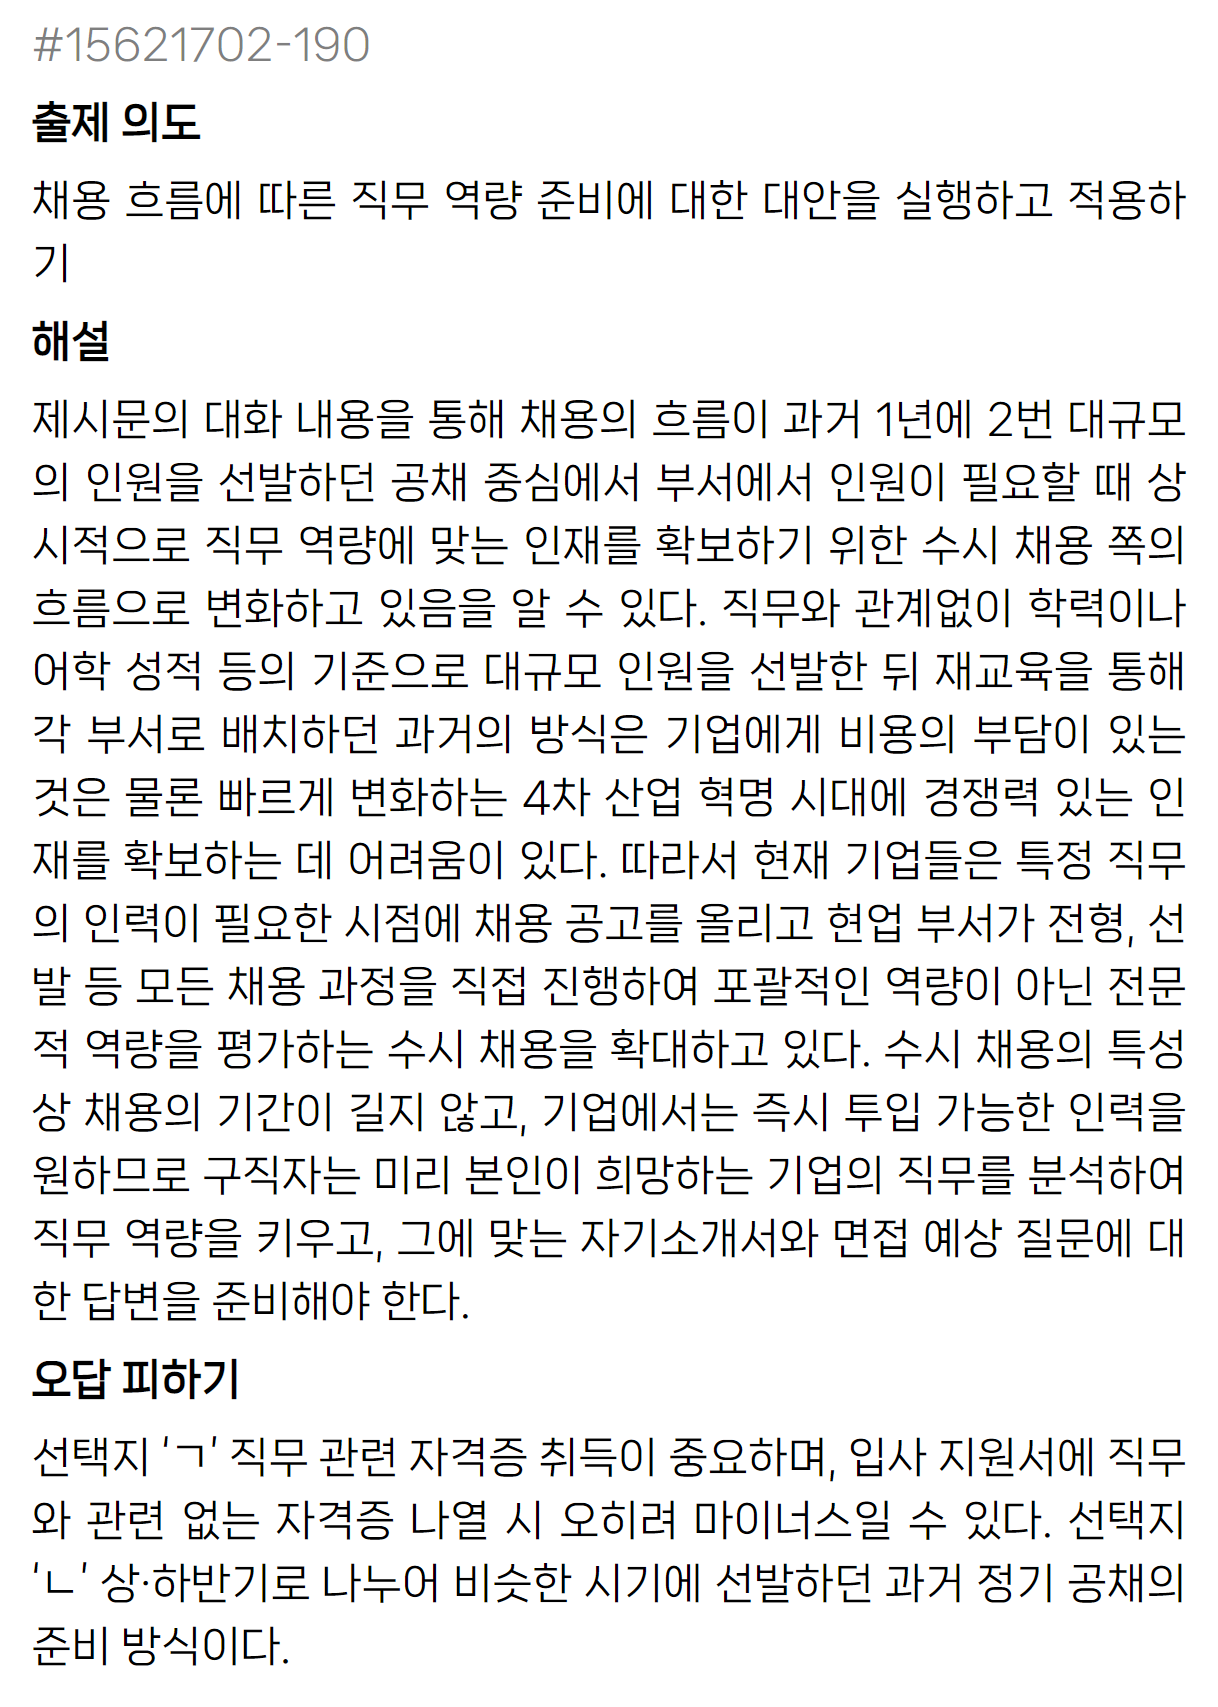 #15621702-190
출제 의도
채용 흐름에 따른 직무 역량 준비에 대한 대안을 실행하고 적용하
기
해설
제시문의 대화 내용을 통해 채용의 흐름이 과거 1년에 2번 대규모
의 인원을 선발하던 공채 중심에서 부서에서 인원이 필요할 때 상
시적으로 직무 역량에 맞는 인재를 확보하기 위한 수시 채용 쪽의
흐름으로 변화하고 있음을 알 수 있다. 직무와 관계없이 학력이나
어학 성적 등의 기준으로 대규모 인원을 선발한 뒤 재교육을 통해
각 부서로 배치하던 과거의 방식은 기업에게 비용의 부담이 있는
것은 물론 빠르게 변화하는 4차 산업 혁명 시대에 경쟁력 있는 인
재를 확보하는 데 어려움이 있다. 따라서 현재 기업들은 특정 직무
의 인력이 필요한 시점에 채용 공고를 올리고 현업 부서가 전형, 선
발 등 모든 채용 과정을 직접 진행하여 포괄적인 역량이 아닌 전문
적 역량을 평가하는 수시 채용을 확대하고 있다. 수시 채용의 특성
상 채용의 기간이 길지 않고, 기업에서는 즉시 투입 가능한 인력을
원하므로 구직자는 미리 본인이 희망하는 기업의 직무를 분석하여
직무 역량을 키우고, 그에 맞는 자기소개서와 면접 예상 질문에 대
한 답변을 준비해야 한다.
오답 피하기
선택지 ‘ㄱ’ 직무 관련 자격증 취득이 중요하며, 입사 지원서에 직무
와 관련 없는 자격증 나열 시 오히려 마이너스일 수 있다. 선택지
‘ㄴ’ 상·하반기로 나누어 비슷한 시기에 선발하던 과거 정기 공채의
준비 방식이다.